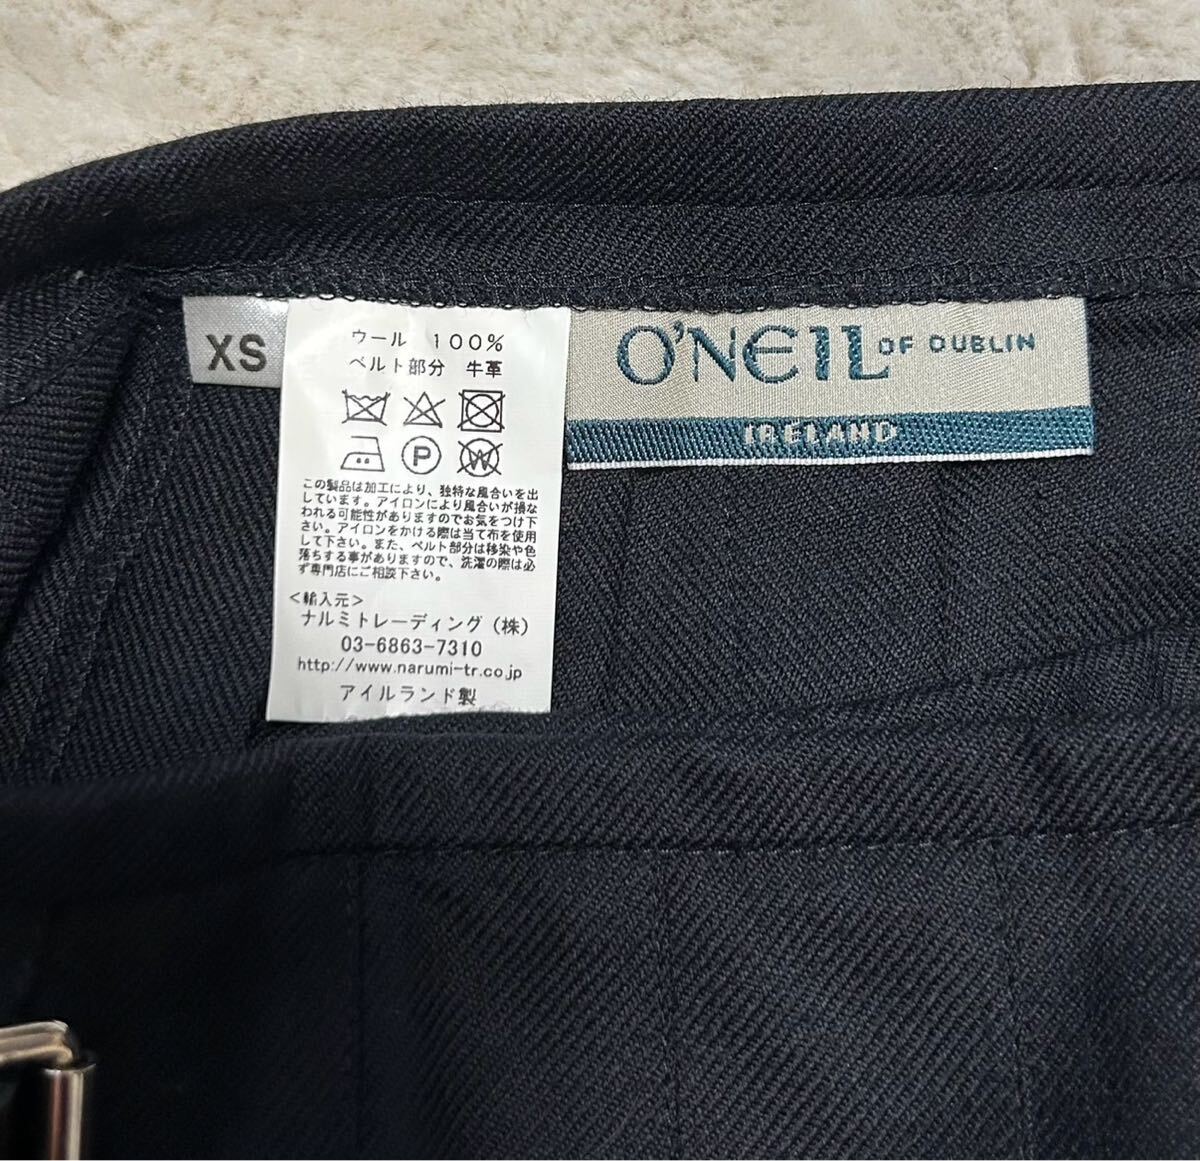 XS
ウール 100%
ベルト部分 牛革
P
W
この製品は加工により、独特な風合いを出
しています。アイロンにより風合いが損な
われる可能性がありますのでお気をつけ下
さい。アイロンをかける際は当て布を使用
して下さい。また、ベルト部分は移染や色
落ちする事がありますので、洗濯の際は必
ず専門店にご相談下さい。
<輸入元>
ナルミトレーディング(株)
03-6863-7310
http://www.narumi-tr.co.jp
アイルランド製
O'NEIL OF DUBLIN
IRELAND